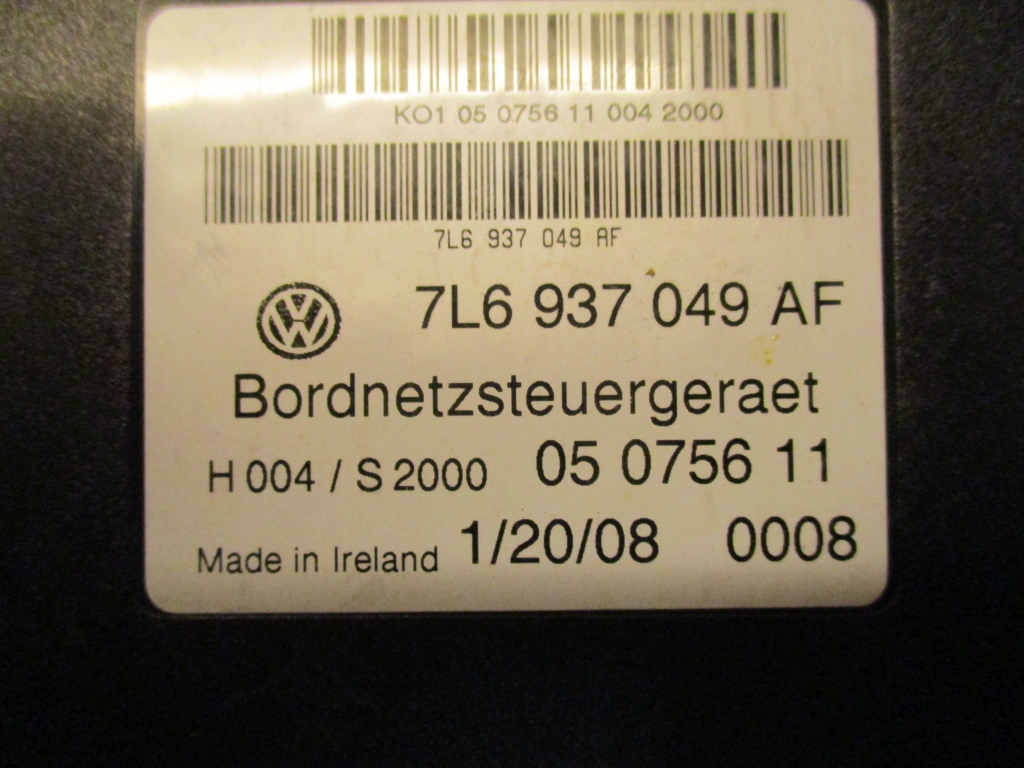 KO1 05 0756 11 004 2000
7L6 937 049 AF
7L6 937 049 AF
Bordnetzsteuergeraet
H 004 / S 2000 05 0756 11
Made in Ireland 1/20/08 0008